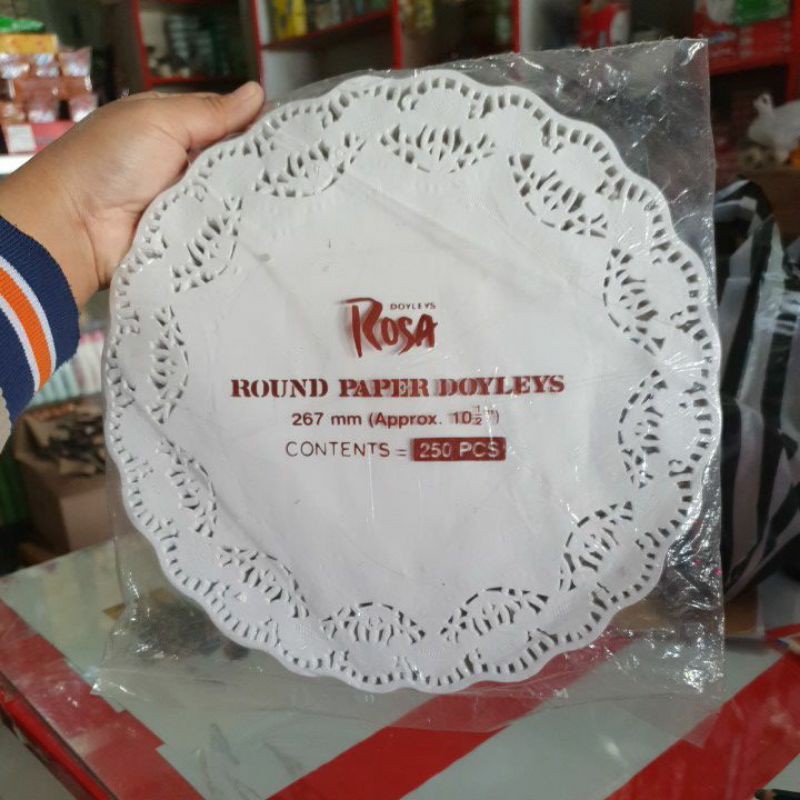 DOYLEYS
ROSA
ROUND PAPER DOYLEYS
267 mm (Approx. 10½")
CONTENTS = 250 PCS